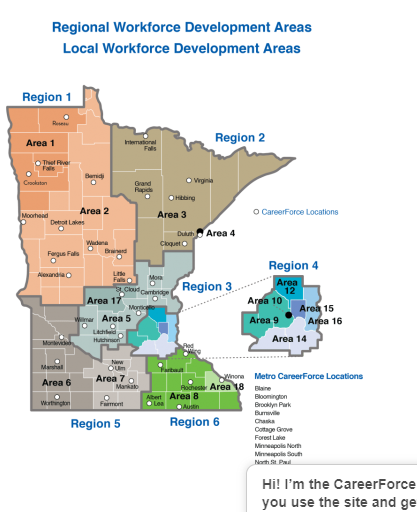 Regional Workforce Development Areas
Local Workforce Development Areas
Region 1
Roseau
Area 1
Thief River
Falls
Crookston
Bemidji
Moorhead
Area 2
Detroit Lakes
Wadena
Brainerd
Fergus Falls
Alexandria
Little
Falls
Region 2
International
Falls
Virginia
Grand
Rapids
Hibbing
Area 3
Duluth
Area 4
Cloquet
CareerForce Locations
Mora
Region 3
St. Cloud
Cambridge
Area 17
Monticello
Willmar
Area 5
Litchfield
Hutchinson
Region 4
Area
12
Area 10
Area 15
Area 9
Area 16
Area 14
Montevideo
Marshall
Area 6
Worthington
New
Ulm
Area 7
Mankato
Fairmont
Region 5
Red
Wing
Faribault
Winona
Rochester
Area 18
Albert
Lea
Area 8
Austin
Region 6
Metro CareerForce Locations
Blaine
Bloomington
Brooklyn Park
Burnsville
Chaska
Cottage Grove
Forest Lake
Minneapolis North
Minneapolis South
North St. Paul
Hi! I'm the CareerForce
you use the site and ge